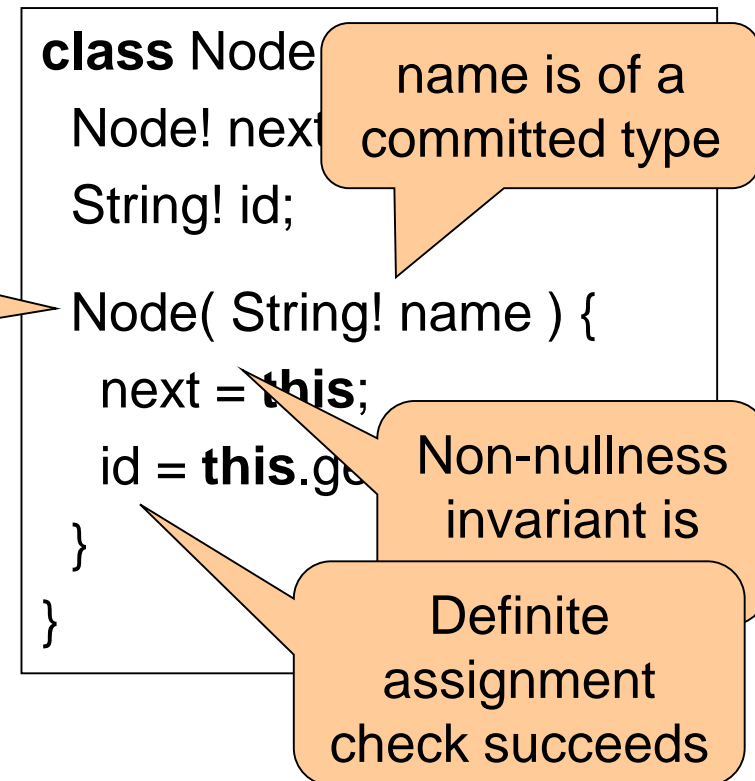 class Node
Node! next
String! id;
Node( String! name ) {
next = this;
id = this.
}
}
name is of a
committed type
Non-nullness
invariant is
Definite
assignment
check succeeds